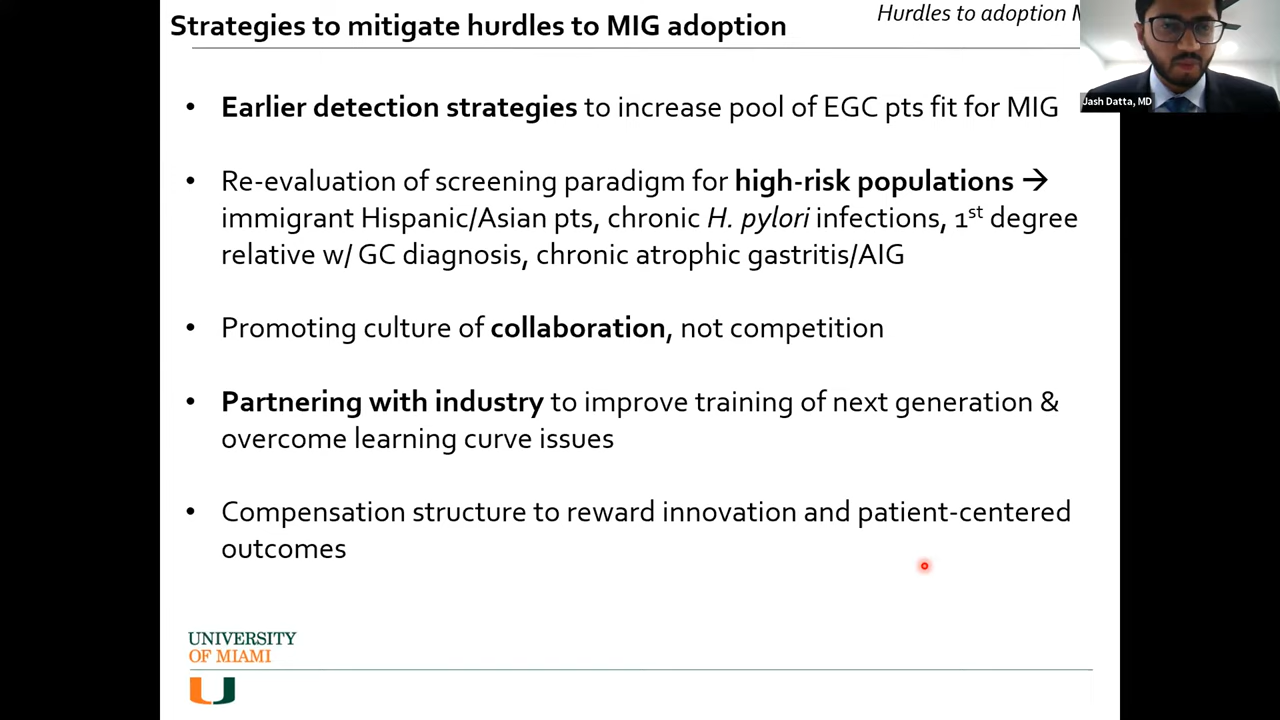 Strategies to mitigate hurdles to MIG adoption
Hurdles to adoption
Jash Datta, MD
• Earlier detection strategies to increase pool of EGC pts fit for MIG
• Re-evaluation of screening paradigm for high-risk populations →
immigrant Hispanic/Asian pts, chronic H. pylori infections, 1st degree
relative w/ GC diagnosis, chronic atrophic gastritis/AIG
• Promoting culture of collaboration, not competition
• Partnering with industry to improve training of next generation &
overcome learning curve issues
• Compensation structure to reward innovation and patient-centered
outcomes
UNIVERSITY
OF MIAMI